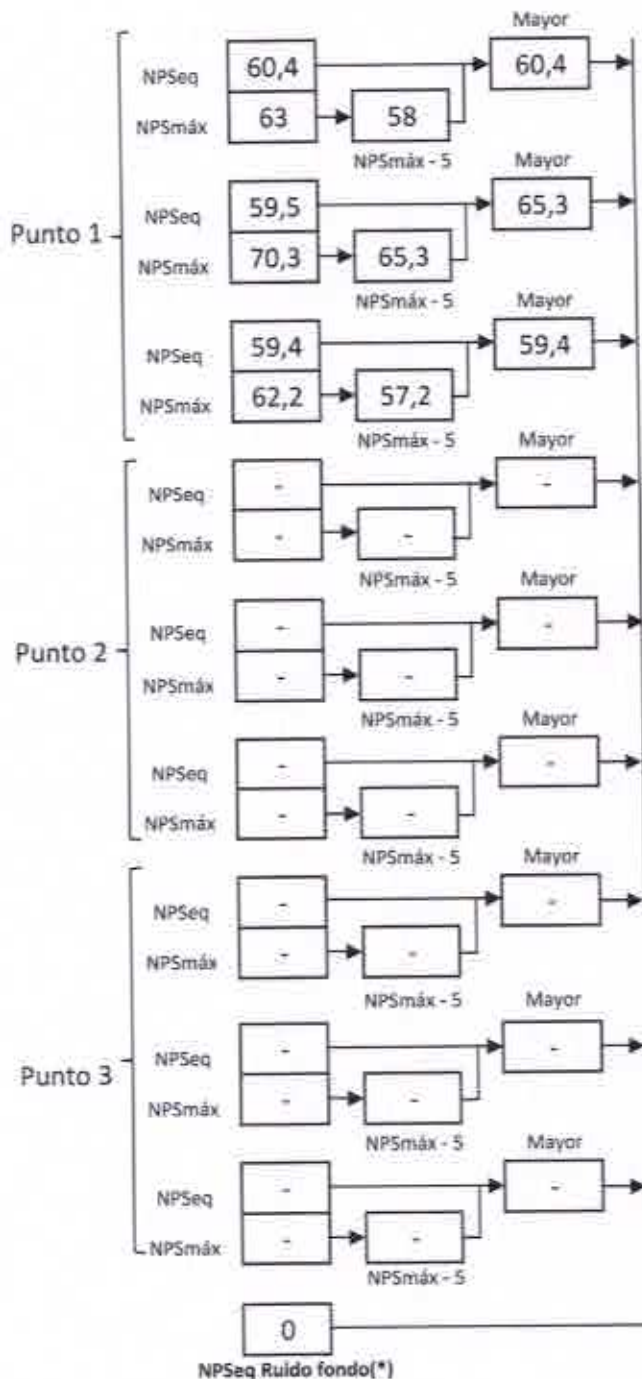 Mayor
NPSeq 60,4 60,4
NPSmáx 63 58
NPSmáx - 5
Mayor
NPSeq 59,5 65,3
Punto 1
NPSmáx 70,3 65,3
NPSmáx - 5
Mayor
NPSeq 59,4 59,4
NPSmáx 62,2 57,2
NPSmáx - 5
Mayor
NPSeq - -
NPSmáx - -
NPSmáx - 5
Mayor
NPSeq - -
Punto 2
NPSmáx - -
NPSmáx - 5
Mayor
NPSeq - -
NPSmáx - -
NPSmáx - 5
Mayor
NPSeq - -
NPSmáx - -
NPSmáx - 5
Mayor
NPSeq - -
Punto 3
NPSmáx - -
NPSmáx - 5
Mayor
NPSeq - -
NPSmáx - -
NPSmáx - 5
0
NPSeq Ruido fondo(*)